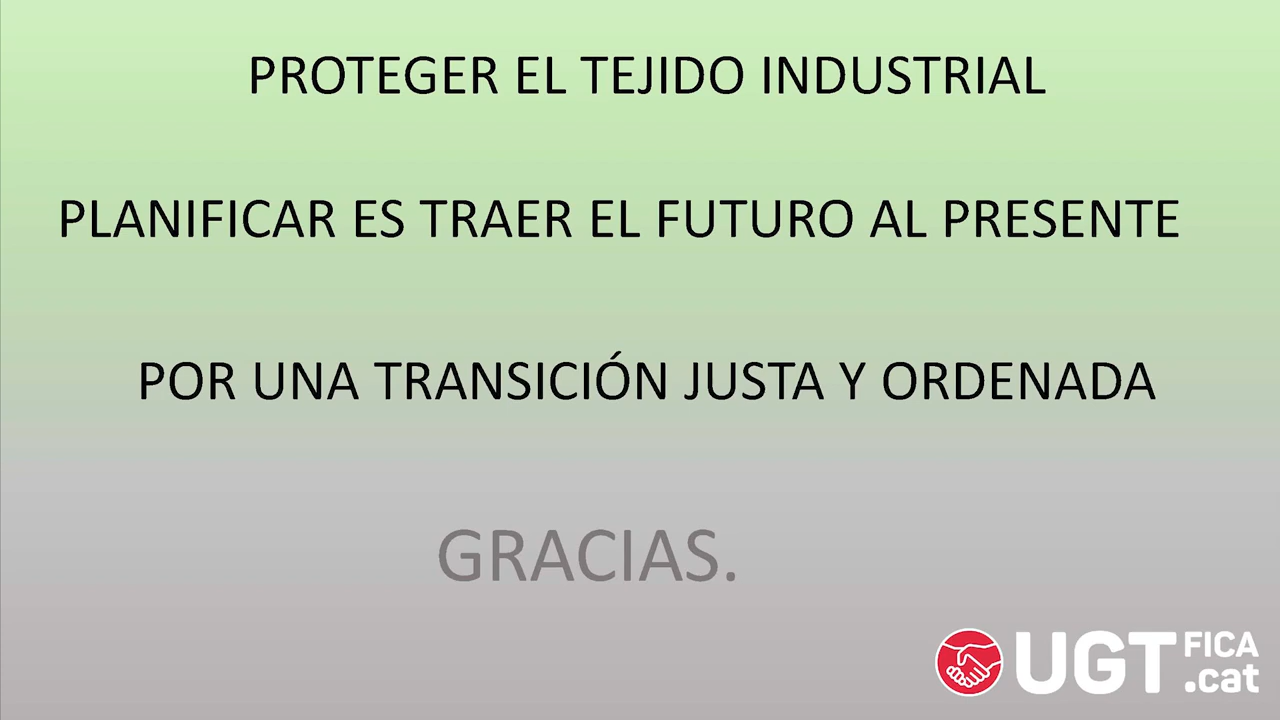 PROTEGER EL TEJIDO INDUSTRIAL
PLANIFICAR ES TRAER EL FUTURO AL PRESENTE
POR UNA TRANSICIÓN JUSTA Y ORDENADA
GRACIAS.
UGT FICA
.cat